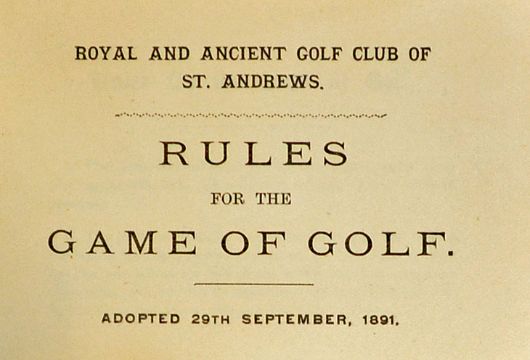 ROYAL AND ANCIENT GOLF CLUB OF
ST. ANDREWS.
RULES
FOR THE
GAME OF GOLF.
ADOPTED 29TH SEPTEMBER, 1891.